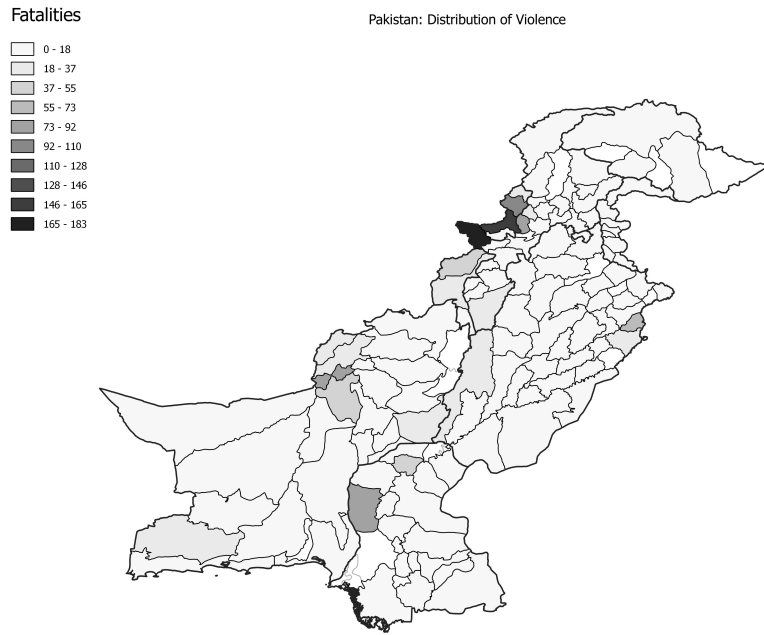 Fatalities
Pakistan: Distribution of Violence
0 - 18
18 - 37
37 - 55
55 - 73
73 - 92
92 - 110
110 - 128
128 - 146
146 - 165
165 - 183